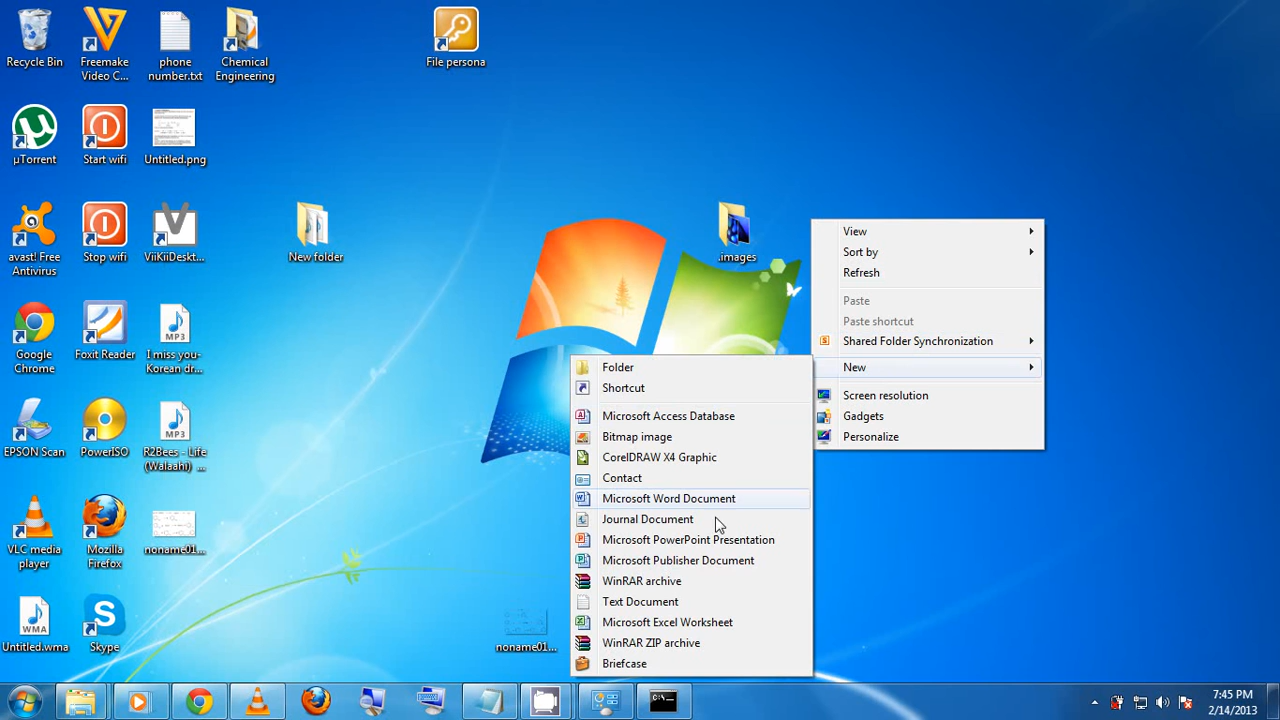 Recycle Bin
Freemake
Video C...
phone
number.txt
Chemical
Engineering
File persona
µTorrent
Start wifi
Untitled.png
avast! Free
Antivirus
Stop wifi
ViiKiiDeskt...
New folder
.images
Google
Chrome
Foxit Reader
I miss you-
Korean dr...
EPSON Scan
PowerISO
R2Bees - Life
(Walaahi) ...
VLC media
player
Mozilla
Firefox
noname01...
Untitled.wma
Skype
noname01...
MP3
MP3
WMA
View
Sort by
Refresh
Paste
Paste shortcut
Shared Folder Synchronization
New
Screen resolution
Gadgets
Personalize
Folder
Shortcut
Microsoft Access Database
Bitmap image
CorelDRAW X4 Graphic
Contact
Microsoft Word Document
Journal Document
Microsoft PowerPoint Presentation
Microsoft Publisher Document
WinRAR archive
Text Document
Microsoft Excel Worksheet
WinRAR ZIP archive
Briefcase
7:45 PM
2/14/2013